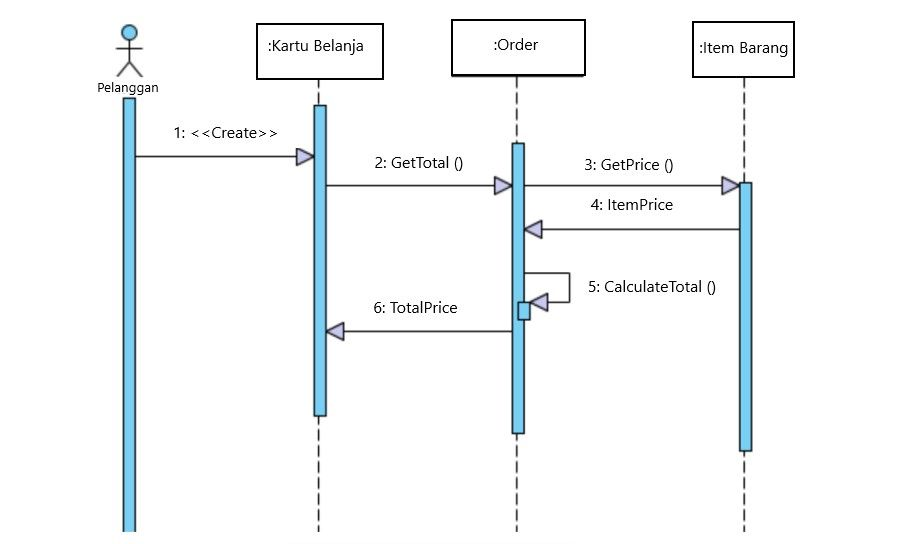 :Kartu Belanja
:Order
:Item Barang
Pelanggan
1: <<Create>>
2: GetTotal ()
3: GetPrice ()
4: ItemPrice
5: CalculateTotal ()
6: TotalPrice